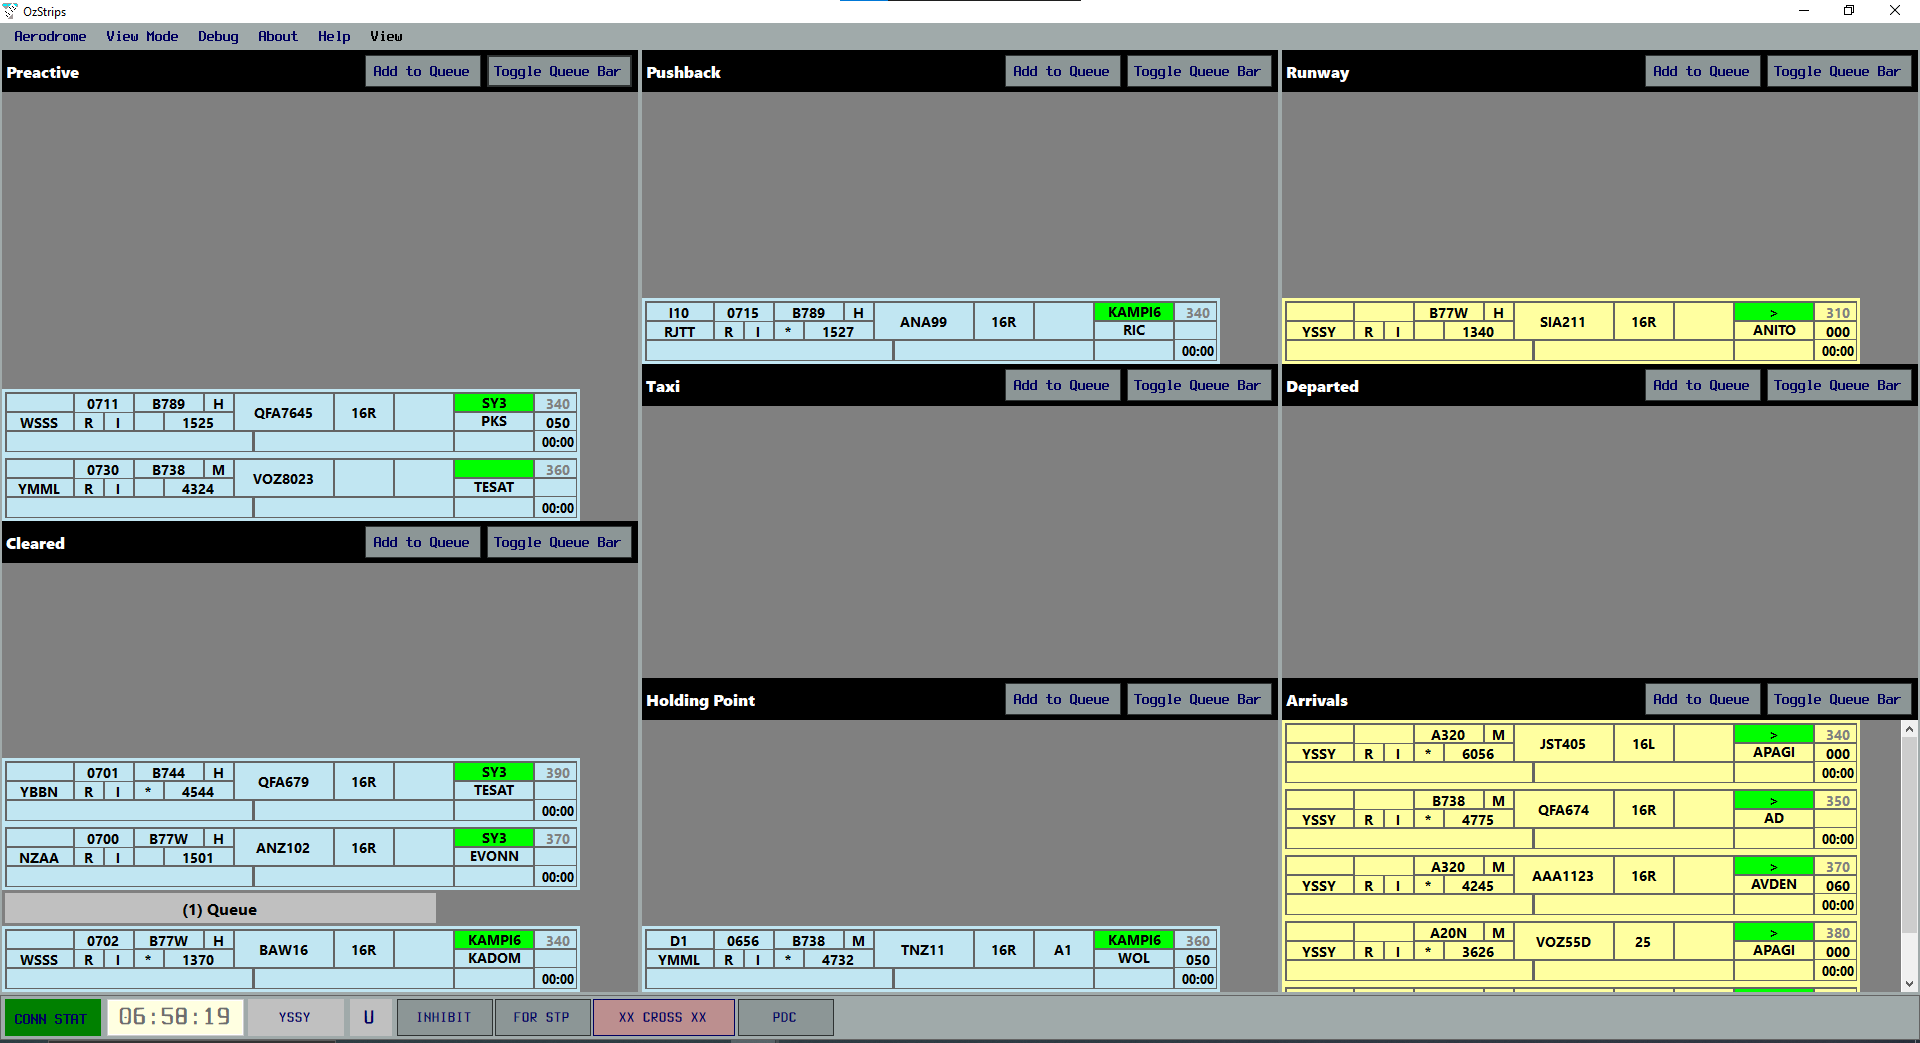 OzStrips
Aerodrome View Mode Debug About Help View
Preactive Add to Queue Toggle Queue Bar
0711 B789 H QFA7645 16R SY3 340
WSSS R I 1525 PKS 050
00:00
0730 B738 M VOZ8023 360
YMML R I 4324 TESAT
00:00
Cleared Add to Queue Toggle Queue Bar
0701 B744 H QFA679 16R SY3 390
YBBN R I * 4544 TESAT
00:00
0700 B77W H ANZ102 16R SY3 370
NZAA R I 1501 EVONN
00:00
(1) Queue
0702 B77W H BAW16 16R KAMPI6 340
WSSS R I * 1370 KADOM
00:00
Pushback Add to Queue Toggle Queue Bar
I10 0715 B789 H ANA99 16R KAMPI6 340
RJTT R I * 1527 RIC
00:00
Taxi Add to Queue Toggle Queue Bar
Holding Point Add to Queue Toggle Queue Bar
D1 0656 B738 M TNZ11 16R A1 KAMPI6 360
YMML R I * 4732 WOL 050
00:00
Runway Add to Queue Toggle Queue Bar
B77W H SIA211 16R > 310
YSSY R I 1340 ANITO 000
00:00
Departed Add to Queue Toggle Queue Bar
Arrivals Add to Queue Toggle Queue Bar
A320 M JST405 16L > 340
YSSY R I * 6056 APAGI 000
00:00
B738 M QFA674 16R > 350
YSSY R I * 4775 AD
00:00
A320 M AAA1123 16R > 370
YSSY R I * 4245 AVDEN 060
00:00
A20N M VOZ55D 25 > 380
YSSY R I * 3626 APAGI 000
00:00
CONN STAT 06:58:19 YSSY U INHIBIT FOR STP XX CROSS XX PDC